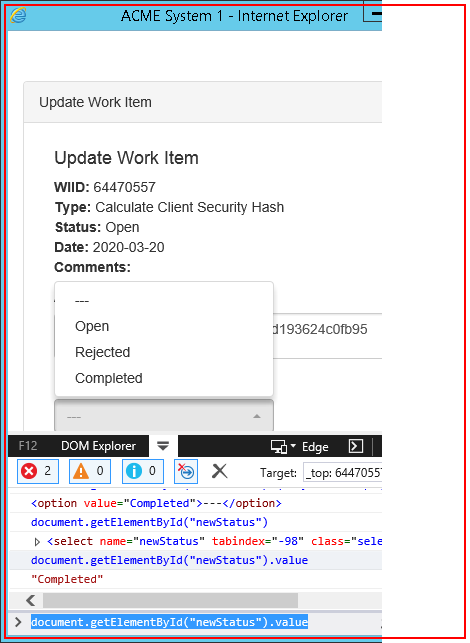 ACME System 1 - Internet Explorer
Update Work Item
Update Work Item
WIID: 64470557
Type: Calculate Client Security Hash
Status: Open
Date: 2020-03-20
Comments:
---
Open
d193624c0fb95
Rejected
Completed
---
F12 DOM Explorer Edge
2 0 0 Target: _top: 64470557
<option value="Completed">---</option>
document.getElementById("newStatus")
<select name="newStatus" tabindex="-98" class="sele
document.getElementById("newStatus").value
"Completed"
document.getElementById("newStatus").value